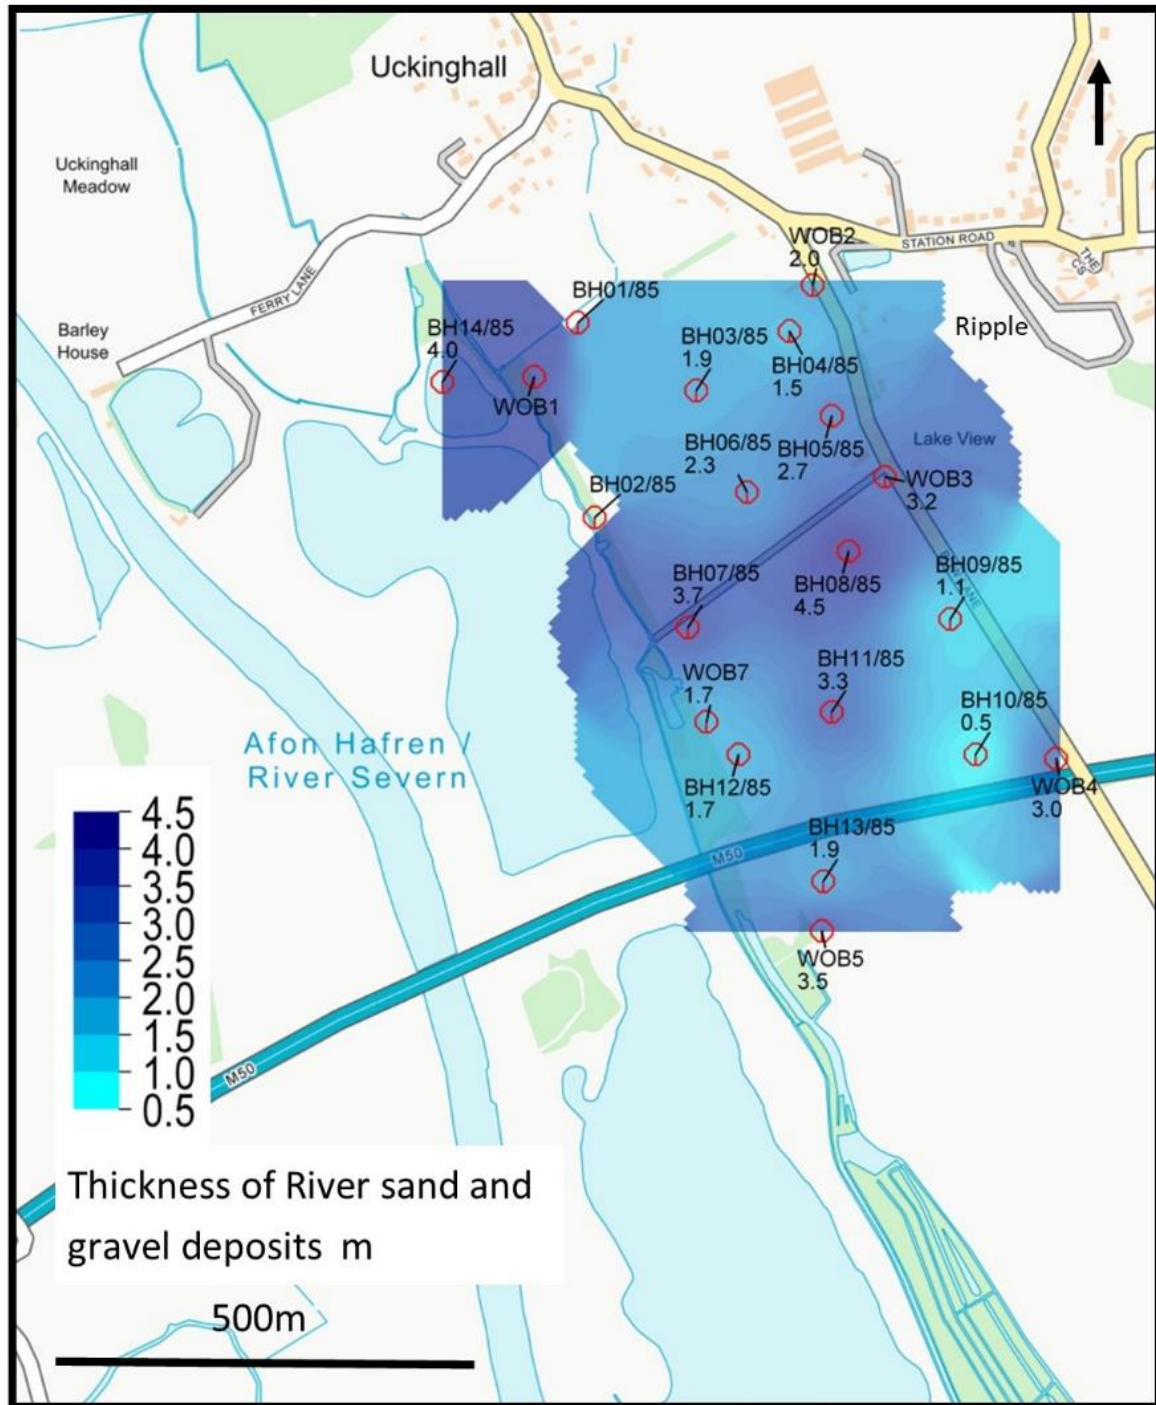 Uckinghall
Uckinghall
Meadow
STATION ROAD
THE
CS
FERRY LANE
WOB2
2.0
BH01/85
Ripple
Barley
House
BH14/85
4.0
BH03/85
1.9
BH04/85
1.5
WOB1
BH06/85
2.3
BH05/85
2.7
Lake View
WOB3
3.2
BH02/85
BH07/85
3.7
BH08/85
4.5
BH09/85
1.1
LANE
WOB7
1.7
BH11/85
3.3
BH10/85
0.5
Afon Hafren /
River Severn
BH12/85
1.7
WOB4
3.0
BH13/85
1.9
M50
WOB5
3.5
4.5
4.0
3.5
3.0
2.5
2.0
1.5
1.0
0.5
M50
Thickness of River sand and
gravel deposits m
500m